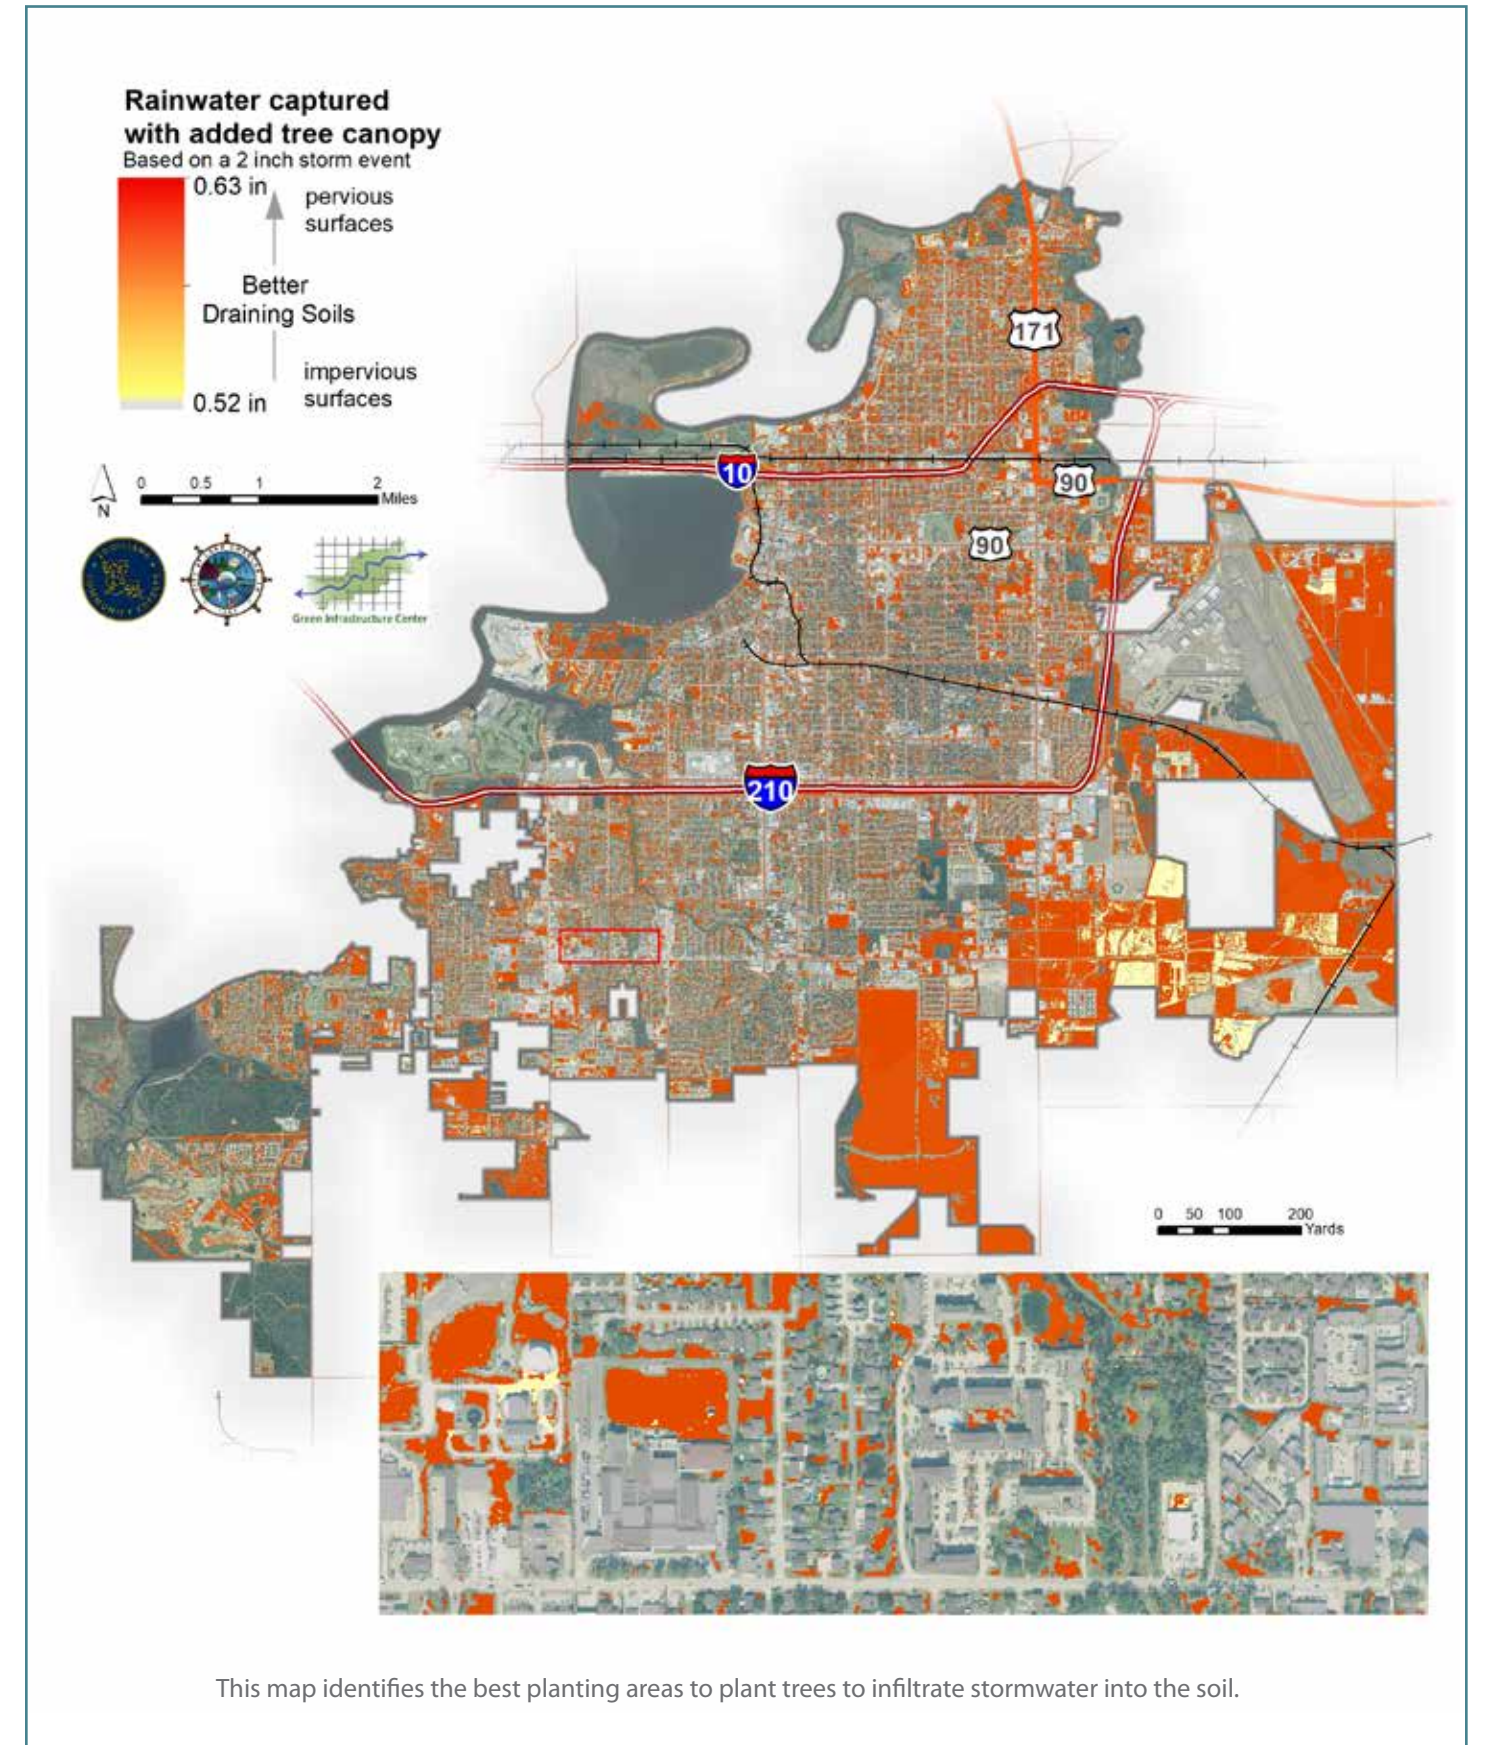 Rainwater captured
with added tree canopy
Based on a 2 inch storm event
0.63 in
pervious
surfaces
Better
Draining Soils
impervious
surfaces
0.52 in
N
0 0.5 1 2
Miles
Green Infrastructure Center
171
10
90
90
210
0 50 100 200
Yards
This map identifies the best planting areas to plant trees to infiltrate stormwater into the soil.